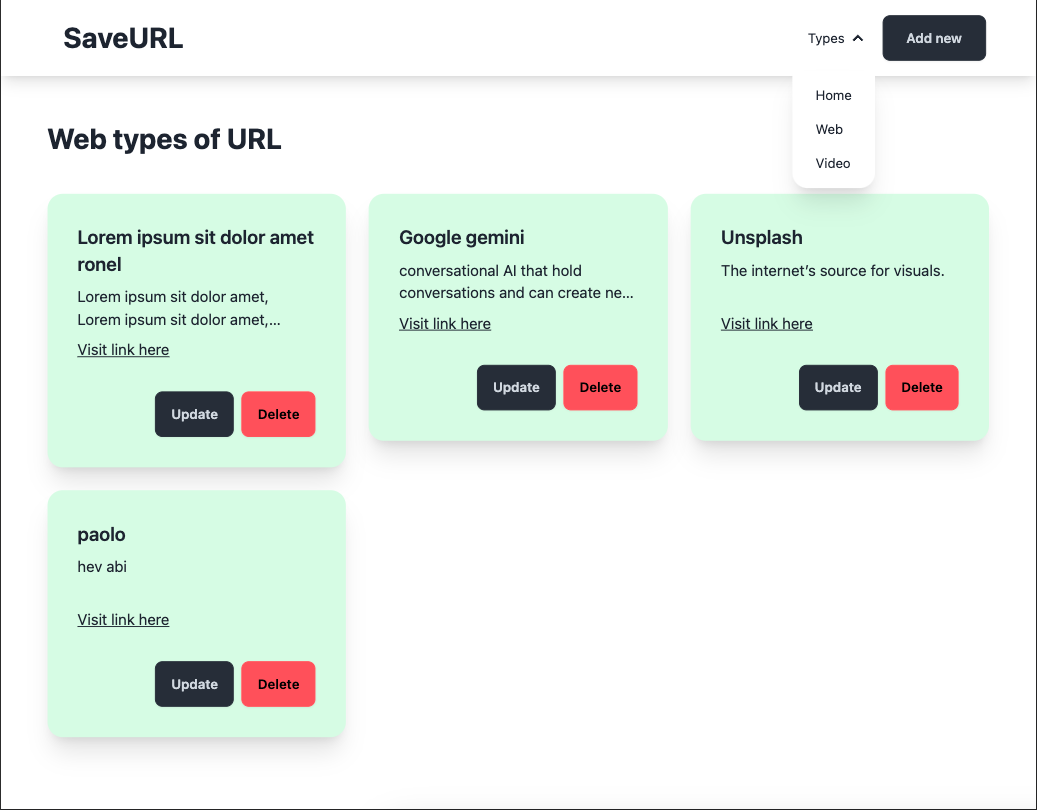 SaveURL
Types
Add new
Home
Web
Video
Web types of URL
Lorem ipsum sit dolor amet
ronel
Lorem ipsum sit dolor amet,
Lorem ipsum sit dolor amet,...
Visit link here
Update
Delete
Google gemini
conversational AI that hold
conversations and can create ne...
Visit link here
Update
Delete
Unsplash
The internet’s source for visuals.
Visit link here
Update
Delete
paolo
hev abi
Visit link here
Update
Delete